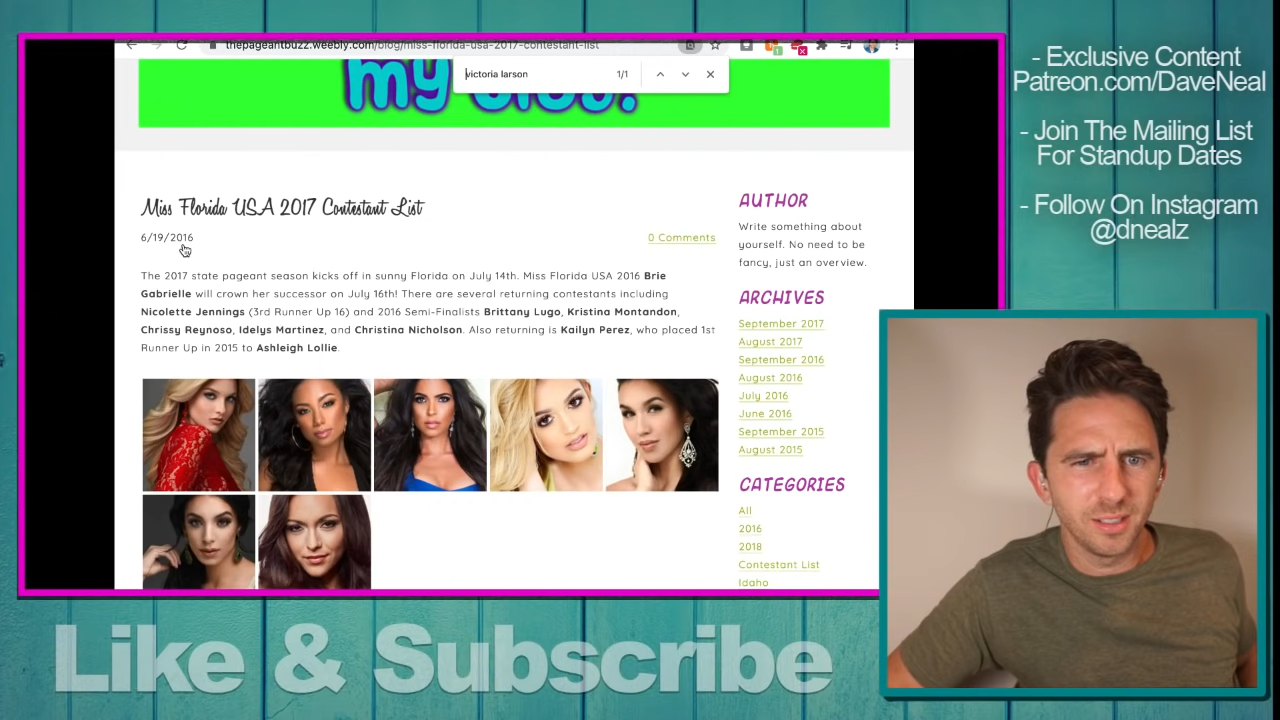 thepageantbuzz.weebly.com/blog/miss-florida-usa-2017-contestant-list
victoria larson
1/1
my
Miss Florida USA 2017 Contestant List
6/19/2016
0 Comments
The 2017 state pageant season kicks off in sunny Florida on July 14th. Miss Florida USA 2016 Brie
Gabrielle will crown her successor on July 16th! There are several returning contestants including
Nicolette Jennings (3rd Runner Up 16) and 2016 Semi-Finalists Brittany Lugo, Kristina Montandon,
Chrissy Reynoso, Idelys Martinez, and Christina Nicholson. Also returning is Kailyn Perez, who placed 1st
Runner Up in 2015 to Ashleigh Lollie.
AUTHOR
Write something about
yourself. No need to be
fancy, just an overview.
ARCHIVES
September 2017
August 2017
September 2016
August 2016
July 2016
June 2016
September 2015
August 2015
CATEGORIES
All
2016
2018
Contestant List
Idaho
- Exclusive Content
Patreon.com/DaveNeal
- Join The Mailing List
For Standup Dates
- Follow On Instagram
@dnealz
Like & Subscribe